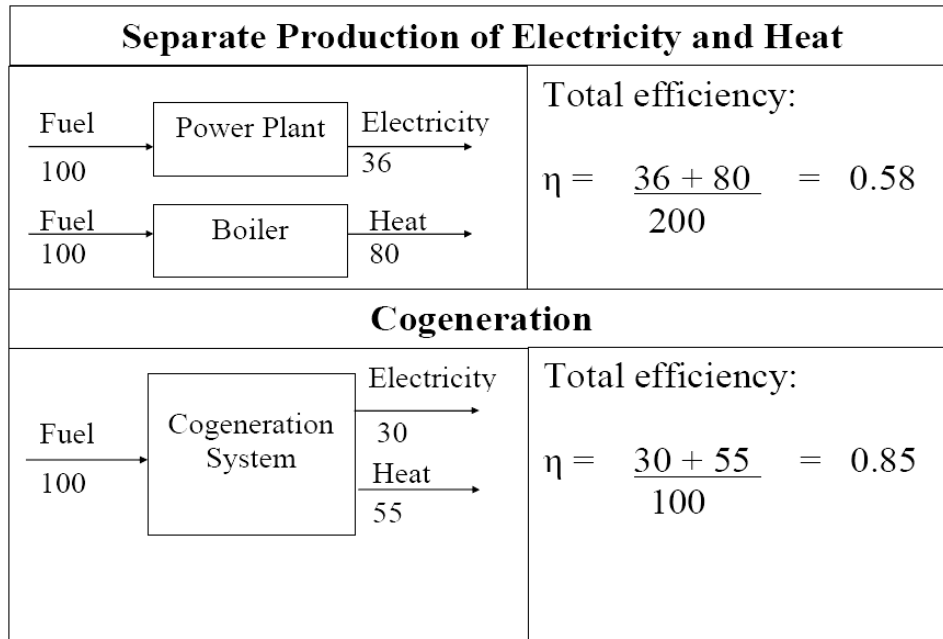 Separate Production of Electricity and Heat
Fuel
100
Power Plant
Electricity
36
Fuel
100
Boiler
Heat
80
Total efficiency:
η = 36 + 80 = 0.58
200
Cogeneration
Fuel
100
Cogeneration
System
Electricity
30
Heat
55
Total efficiency:
η = 30 + 55 = 0.85
100